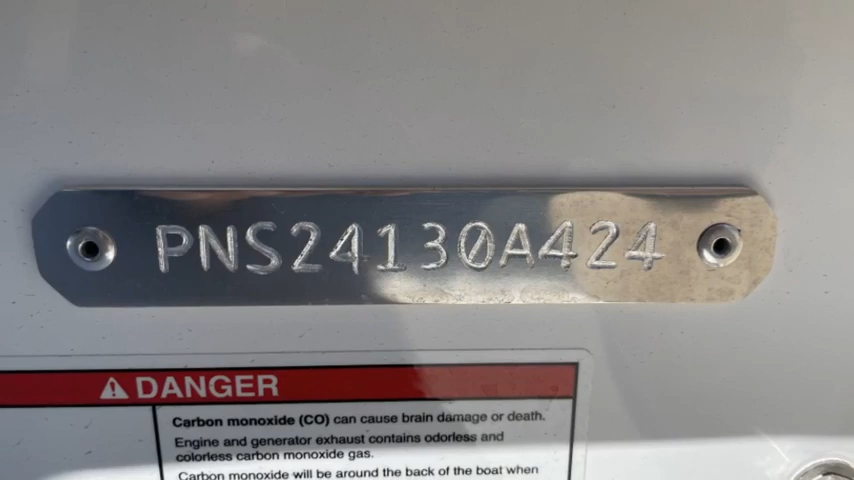 PNS24130A424
DANGER
Carbon monoxide (CO) can cause brain damage or death.
Engine and generator exhaust contains odorless and
colorless carbon monoxide gas.
Carbon monoxide will be around the back of the boat when